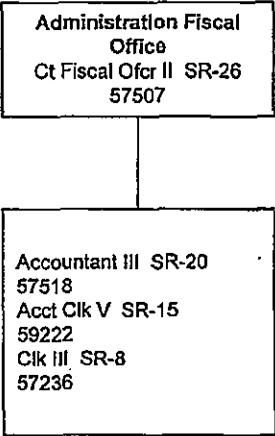 Administration Fiscal
Office
Ct Fiscal Ofcr II SR-26
57507
Accountant III SR-20
57518
Acct Clk V SR-15
59222
Clk III SR-8
57236